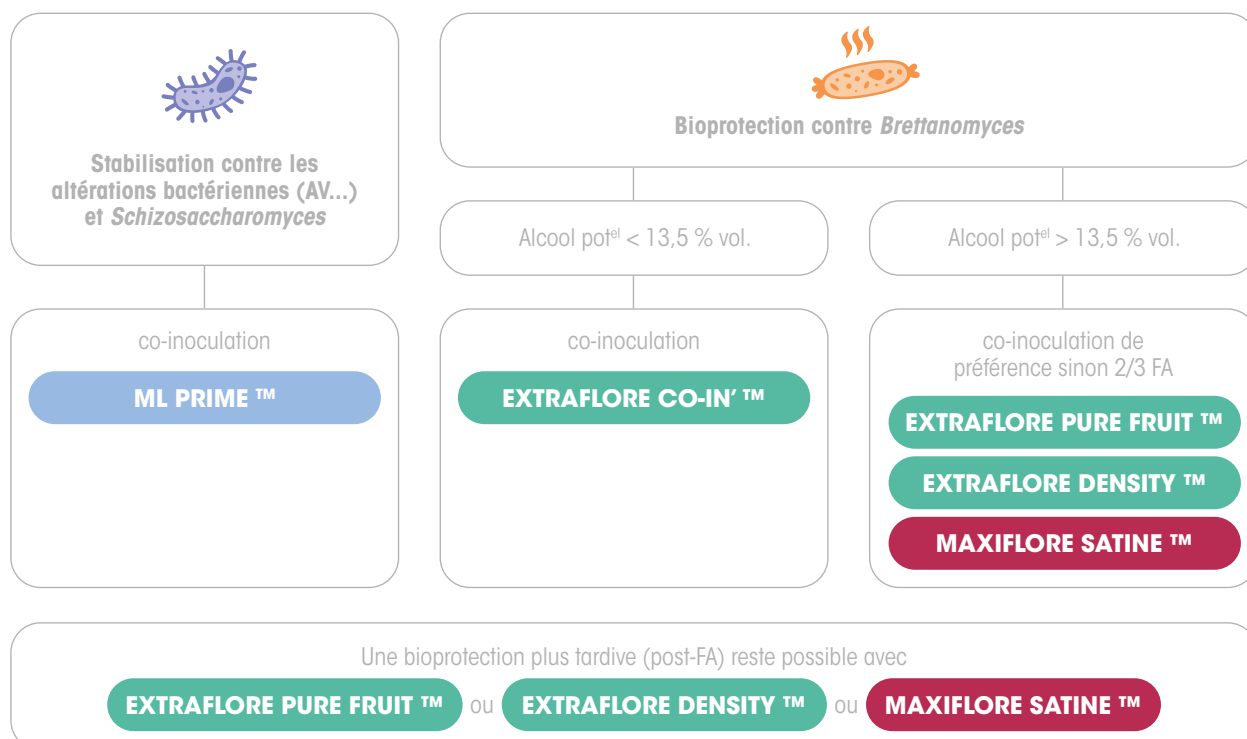 Stabilisation contre les
altérations bactériennes (AV...)
et Schizosaccharomyces
co-inoculation
ML PRIME ™
Bioprotection contre Brettanomyces
Alcool potᵉˡ < 13,5 % vol.
co-inoculation
EXTRAFLORE CO-IN’ ™
Alcool potᵉˡ > 13,5 % vol.
co-inoculation de
préférence sinon 2/3 FA
EXTRAFLORE PURE FRUIT ™
EXTRAFLORE DENSITY ™
MAXIFLORE SATINE ™
Une bioprotection plus tardive (post-FA) reste possible avec
EXTRAFLORE PURE FRUIT ™ ou EXTRAFLORE DENSITY ™ ou MAXIFLORE SATINE ™